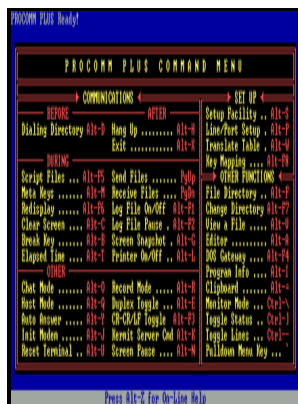 PROCOMM PLUS Ready!
PROCOMM PLUS COMMAND MENU
COMMUNICATIONS
BEFORE AFTER
Dialing Directory Alt-D Hang Up ......... Alt-H
Exit ............ Alt-X
DURING
Script Files ... Alt-F5 Send Files ...... PgUp
Meta Keys ...... Alt-M Receive Files ... PgDn
Redisplay ...... Alt-F6 Log File On/Off Alt-F1
Clear Screen ... Alt-C Log File Pause . Alt-F2
Break Key ...... Alt-B Screen Snapshot . Alt-G
Elapsed Time ... Alt-T Printer On/Off .. Alt-L
OTHER
Chat Mode ...... Alt-O Record Mode ..... Alt-R
Host Mode ...... Alt-Q Duplex Toggle ... Alt-E
Auto Answer .... Alt-Y CR-CR/LF Toggle Alt-F3
Init Modem ..... Alt-J Kermit Server Cmd Alt-K
Reset Terminal .. Alt-U Screen Pause .... Alt-N
SET UP
Setup Facility .. Alt-S
Line/Port Setup . Alt-P
Translate Table . Alt-W
Key Mapping .... Alt-F8
OTHER FUNCTIONS
File Directory .. Alt-F
Change Directory Alt-F7
View a File ..... Alt-V
Editor .......... Alt-A
DOS Gateway .... Alt-F4
Program Info .... Alt-I
Clipboard ....... Alt-=
Monitor Mode ... Ctrl-\
Toggle Status .. Ctrl-]
Toggle Lines ... Ctrl--
Pulldown Menu Key .. `
Press Alt-Z for On-Line Help